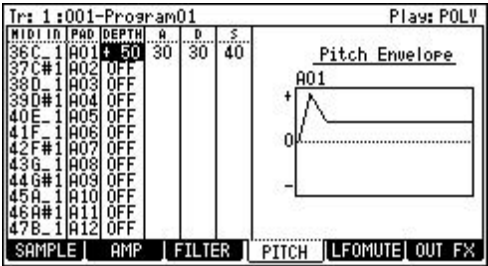 Tr: 1:001-Program01 Play: POLY
MIDI IN PAD DEPTH A D S
36C_1 A01 + 50 30 30 40
37C#1 A02 OFF
38D_1 A03 OFF
39D#1 A04 OFF
40E_1 A05 OFF
41F_1 A06 OFF
42F#1 A07 OFF
43G_1 A08 OFF
44G#1 A09 OFF
45A_1 A10 OFF
46A#1 A11 OFF
47B_1 A12 OFF
Pitch Envelope
A01
+
0
-
SAMPLE AMP FILTER PITCH LFOMUTE OUT FX